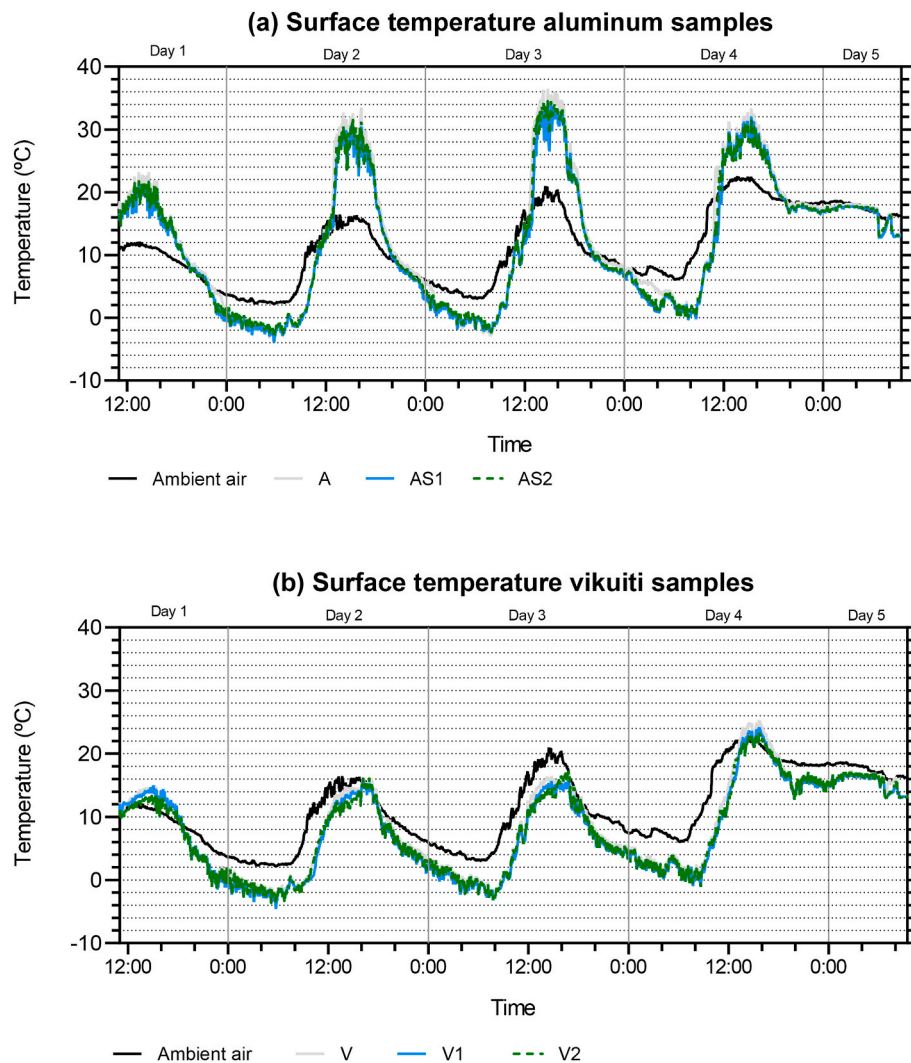 (a) Surface temperature aluminum samples
Day 1 Day 2 Day 3 Day 4 Day 5
40
30
20
10
0
-10
Temperature (ºC)
12:00 0:00 12:00 0:00 12:00 0:00 12:00 0:00
Time
Ambient air A AS1 AS2
(b) Surface temperature vikuiti samples
Day 1 Day 2 Day 3 Day 4 Day 5
40
30
20
10
0
-10
Temperature (ºC)
12:00 0:00 12:00 0:00 12:00 0:00 12:00 0:00
Time
Ambient air V V1 V2